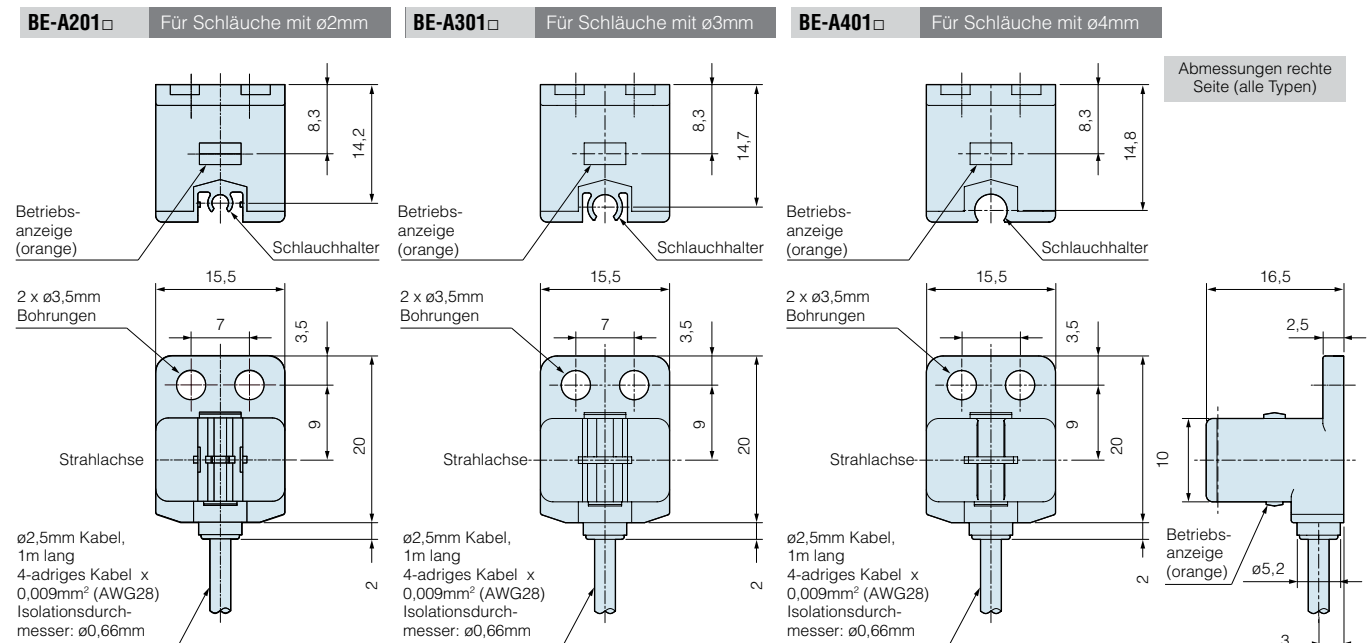 BE-A201□ Für Schläuche mit ø2mm
8,3
14,2
Betriebs-
anzeige
(orange)
Schlauchhalter
15,5
2 x ø3,5mm
Bohrungen
7
3,5
9
20
Strahlachse
ø2,5mm Kabel,
1m lang
4-adriges Kabel x
0,009mm² (AWG28)
Isolationsdurch-
messer: ø0,66mm
2
BE-A301□ Für Schläuche mit ø3mm
8,3
14,7
Betriebs-
anzeige
(orange)
Schlauchhalter
15,5
2 x ø3,5mm
Bohrungen
7
3,5
9
20
Strahlachse
ø2,5mm Kabel,
1m lang
4-adriges Kabel x
0,009mm² (AWG28)
Isolationsdurch-
messer: ø0,66mm
2
BE-A401□ Für Schläuche mit ø4mm
8,3
14,8
Betriebs-
anzeige
(orange)
Schlauchhalter
15,5
2 x ø3,5mm
Bohrungen
7
3,5
9
20
Strahlachse
ø2,5mm Kabel,
1m lang
4-adriges Kabel x
0,009mm² (AWG28)
Isolationsdurch-
messer: ø0,66mm
2
Abmessungen rechte
Seite (alle Typen)
16,5
2,5
10
Betriebs-
anzeige
(orange)
ø5,2
3